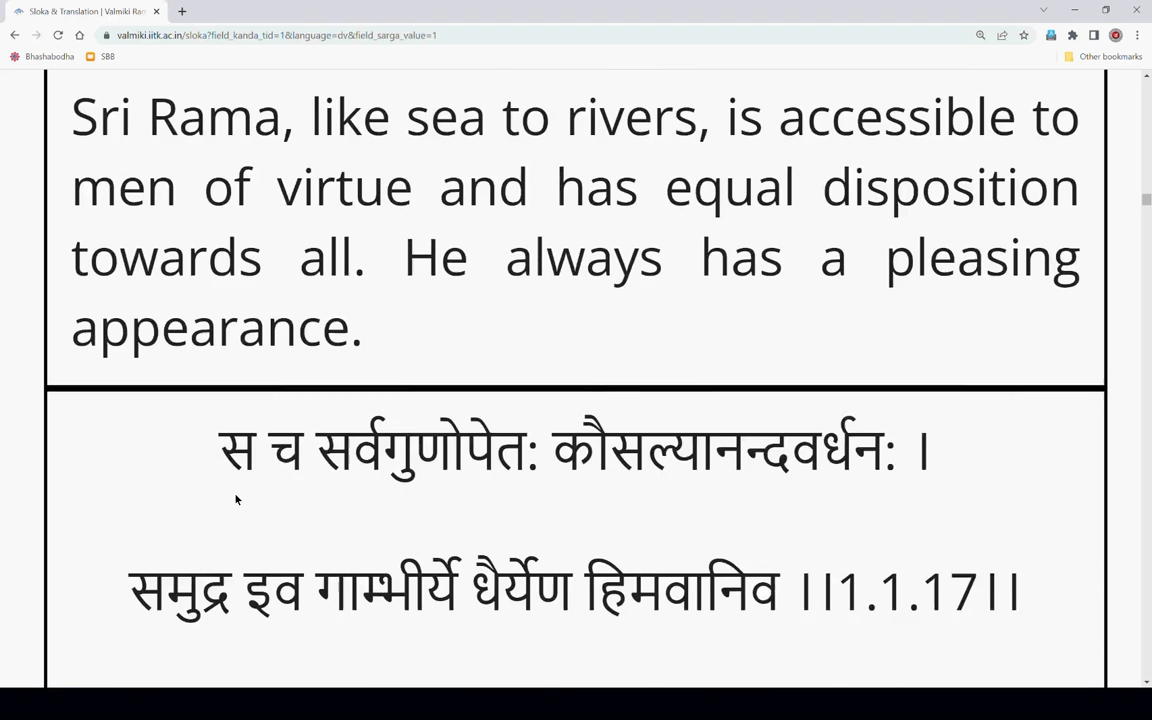 Sloka & Translation | Valmiki Ram
valmiki.iitk.ac.in/sloka?field_kanda_tid=1&language=dv&field_sarga_value=1
Bhashabodha SBB Other bookmarks
Sri Rama, like sea to rivers, is accessible to
men of virtue and has equal disposition
towards all. He always has a pleasing
appearance.
स च सर्वगुणोपेत: कौसल्यानन्दवर्धन: ।
समुद्र इव गाम्भीर्ये धैर्येण हिमवानिव ।।1.1.17।।